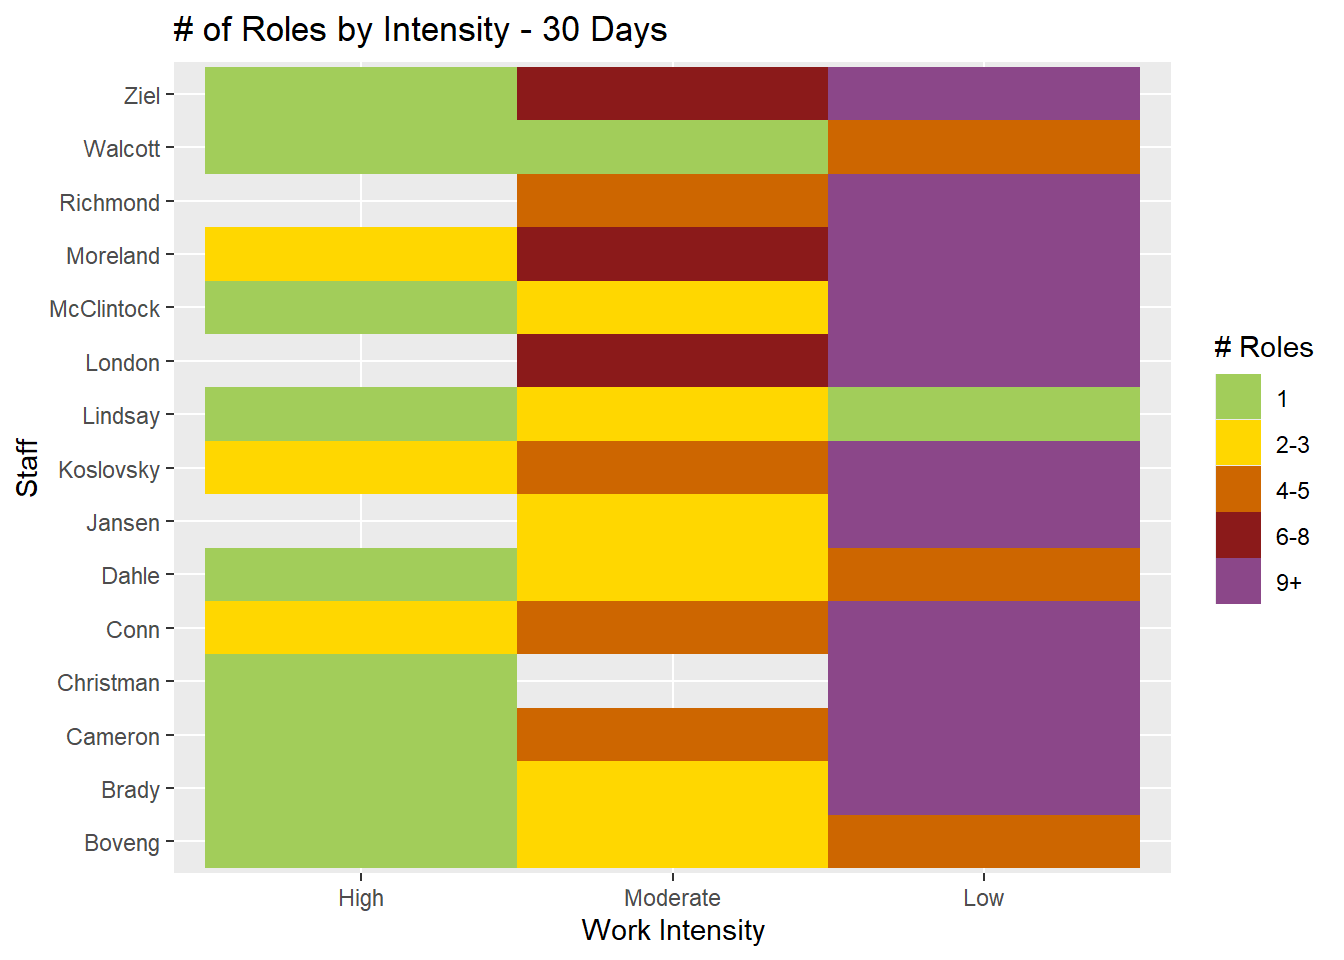 # of Roles by Intensity - 30 Days
Ziel
Walcott
Richmond
Moreland
McClintock
London
Lindsay
Koslovsky
Jansen
Dahle
Conn
Christman
Cameron
Brady
Boveng
Staff
High Moderate Low
Work Intensity
# Roles
1
2-3
4-5
6-8
9+